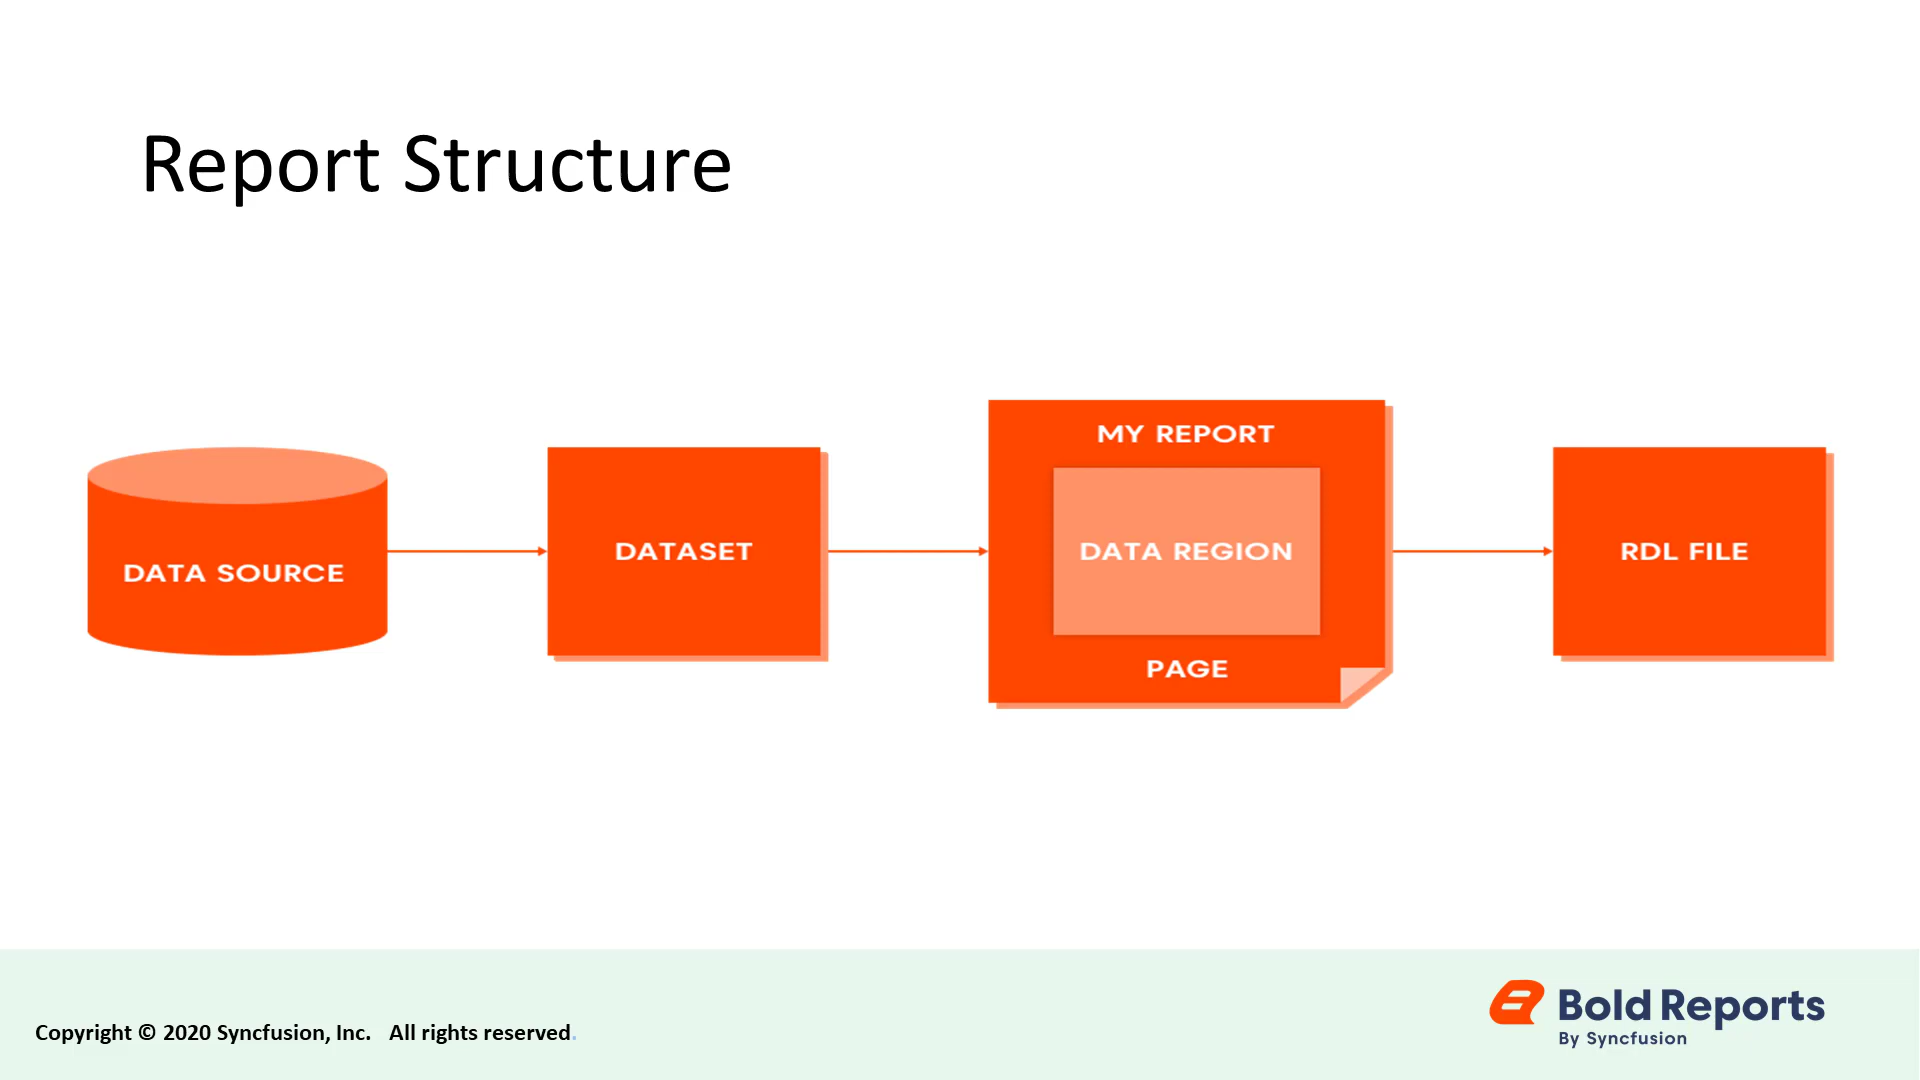 Report Structure
DATA SOURCE
DATASET
MY REPORT
DATA REGION
PAGE
RDL FILE
Copyright © 2020 Syncfusion, Inc.   All rights reserved.
Bold Reports
By Syncfusion